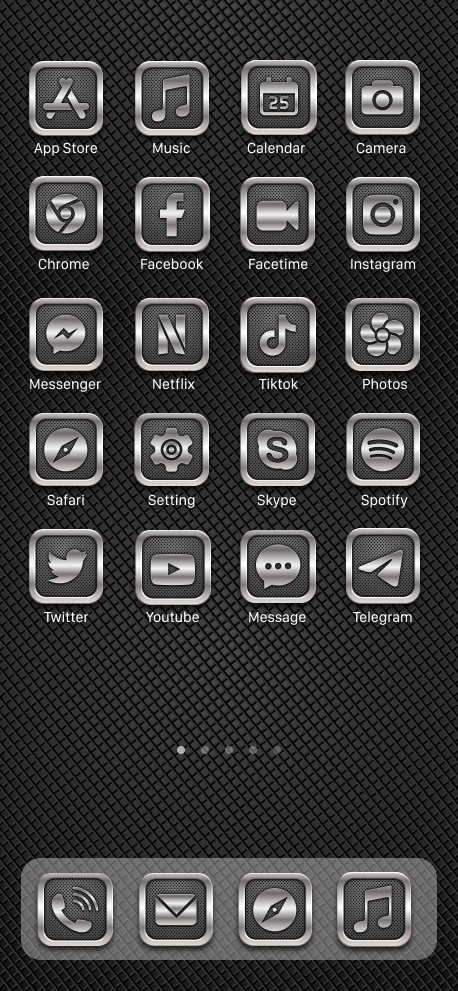 App Store Music Calendar Camera
25
Chrome Facebook Facetime Instagram
Messenger Netflix Tiktok Photos
Safari Setting Skype Spotify
Twitter Youtube Message Telegram